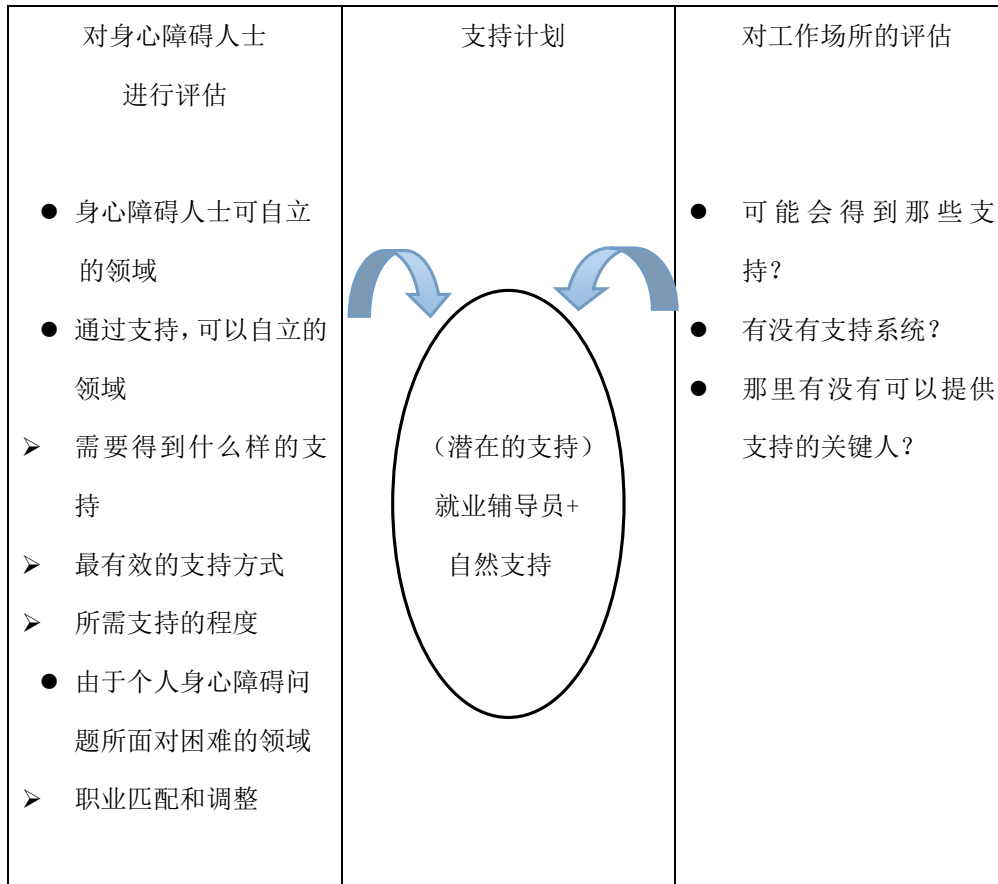 对身心障碍人士
进行评估
● 身心障碍人士可自立
的领域
● 通过支持，可以自立的
领域
➢ 需要得到什么样的支
持
➢ 最有效的支持方式
➢ 所需支持的程度
● 由于个人身心障碍问
题所面对困难的领域
➢ 职业匹配和调整
支持计划
（潜在的支持）
就业辅导员+
自然支持
对工作场所的评估
● 可能会得到那些支
持？
● 有没有支持系统？
● 那里有没有可以提供
支持的关键人？